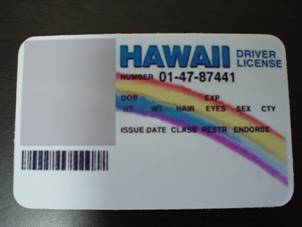 HAWAII DRIVER LICENSE
NUMBER 01-47-87441
DOB EXP
HT. WT. HAIR EYES SEX CTY
ISSUE DATE CLASS RESTR ENDORSE